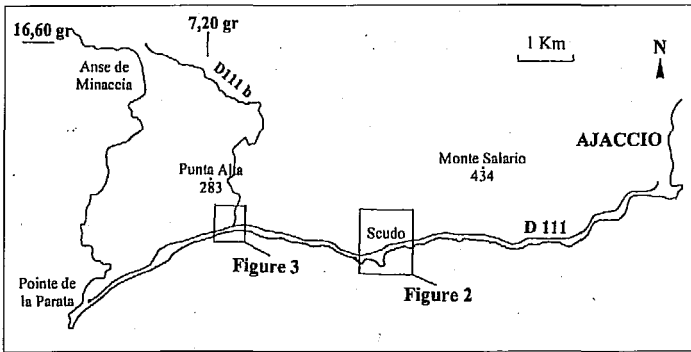 16,60 gr
7,20 gr
1 Km
N
Anse de
Minaccia
D111 b
AJACCIO
Monte Salario
434
Punta Alta
283
Scudo
D 111
Figure 3
Figure 2
Pointe de
la Parata